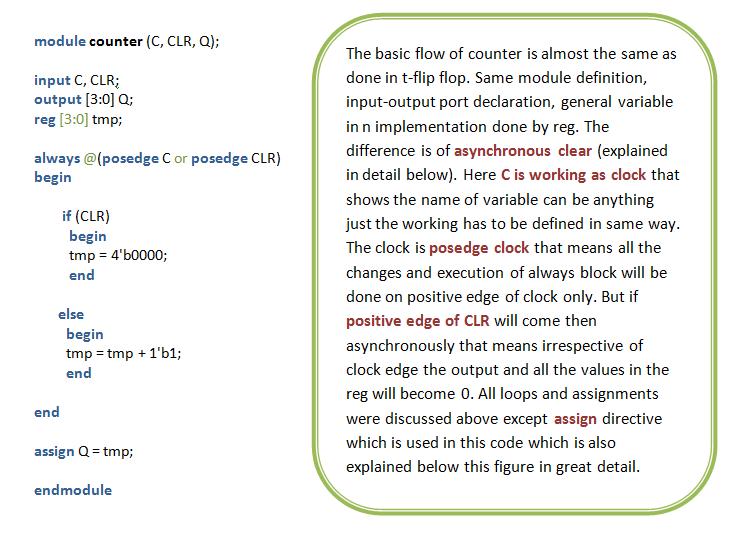 module counter (C, CLR, Q);
input C, CLR;
output [3:0] Q;
reg [3:0] tmp;
always @(posedge C or posedge CLR)
begin
if (CLR)
begin
tmp = 4'b0000;
end
else
begin
tmp = tmp + 1'b1;
end
end
assign Q = tmp;
endmodule
The basic flow of counter is almost the same as
done in t-flip flop. Same module definition,
input-output port declaration, general variable
in n implementation done by reg. The
difference is of asynchronous clear (explained
in detail below). Here C is working as clock that
shows the name of variable can be anything
just the working has to be defined in same way.
The clock is posedge clock that means all the
changes and execution of always block will be
done on positive edge of clock only. But if
positive edge of CLR will come then
asynchronously that means irrespective of
clock edge the output and all the values in the
reg will become 0. All loops and assignments
were discussed above except assign directive
which is used in this code which is also
explained below this figure in great detail.